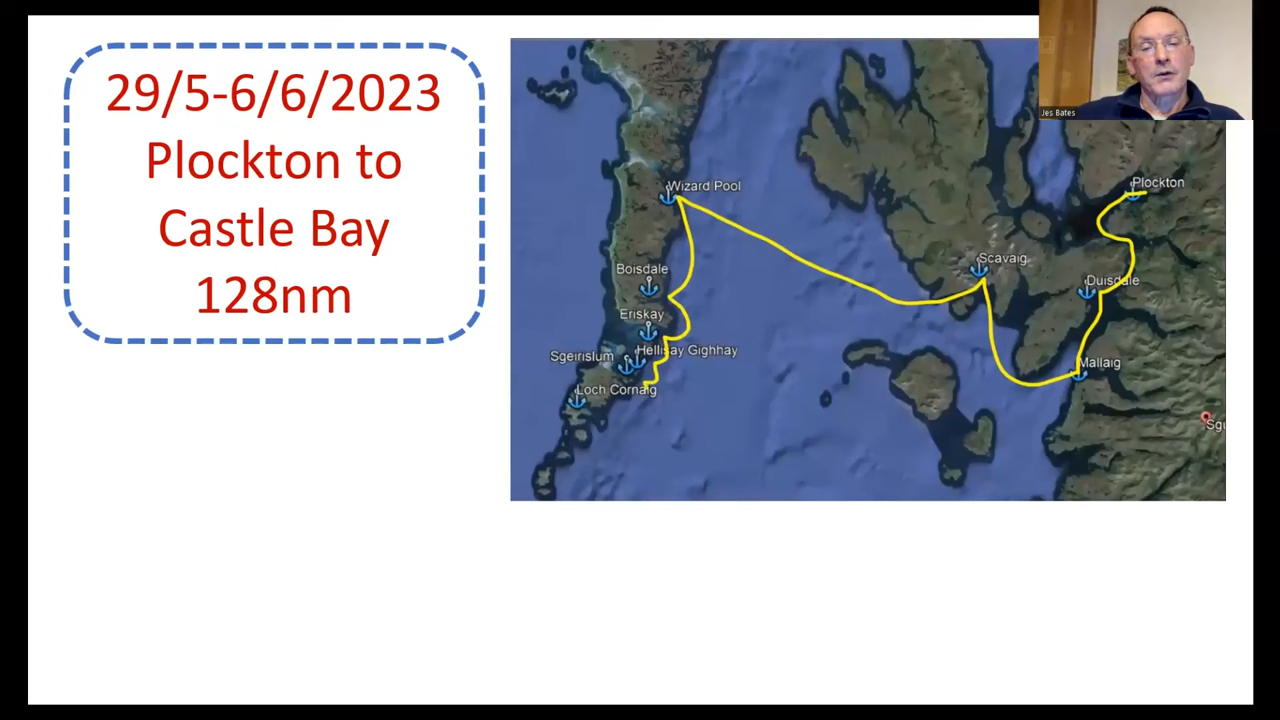 29/5-6/6/2023
Plockton to
Castle Bay
128nm
Jes Bates
Wizard Pool
Plockton
Scavaig
Boisdale
Duisdale
Eriskay
Sgeirislum
Hellisay Gighhay
Mallaig
Loch Cornaig
Sgu